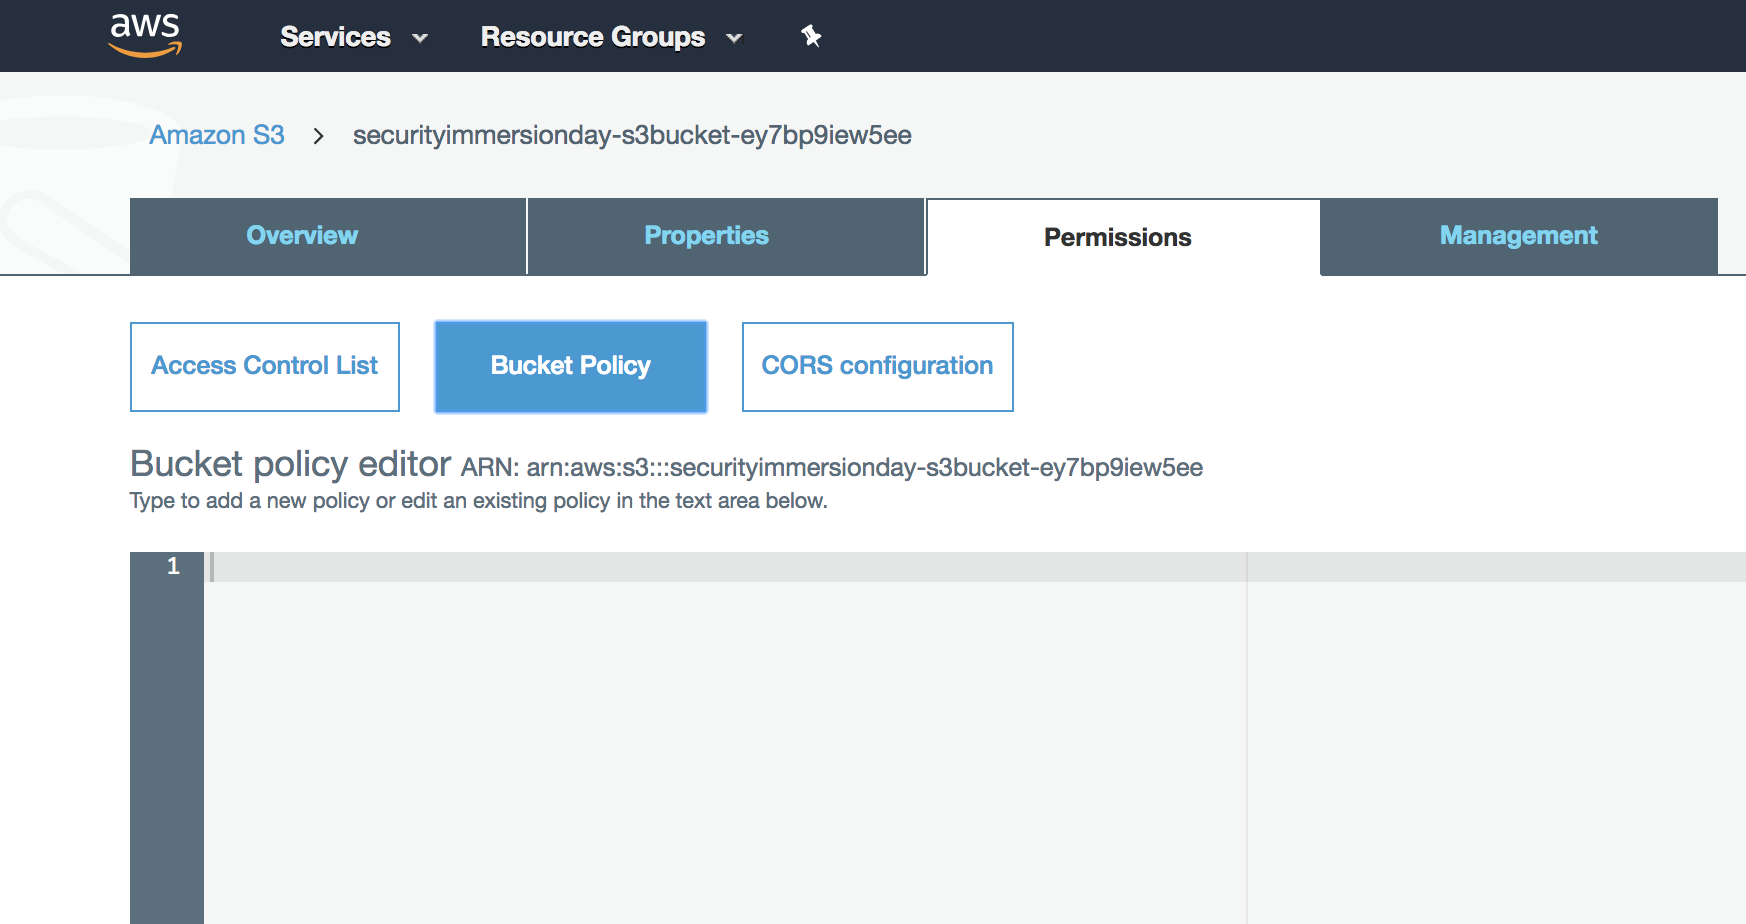 aws Services Resource Groups
Amazon S3 > securityimmersionday-s3bucket-ey7bp9iew5ee
Overview Properties Permissions Management
Access Control List Bucket Policy CORS configuration
Bucket policy editor ARN: arn:aws:s3:::securityimmersionday-s3bucket-ey7bp9iew5ee
Type to add a new policy or edit an existing policy in the text area below.
1